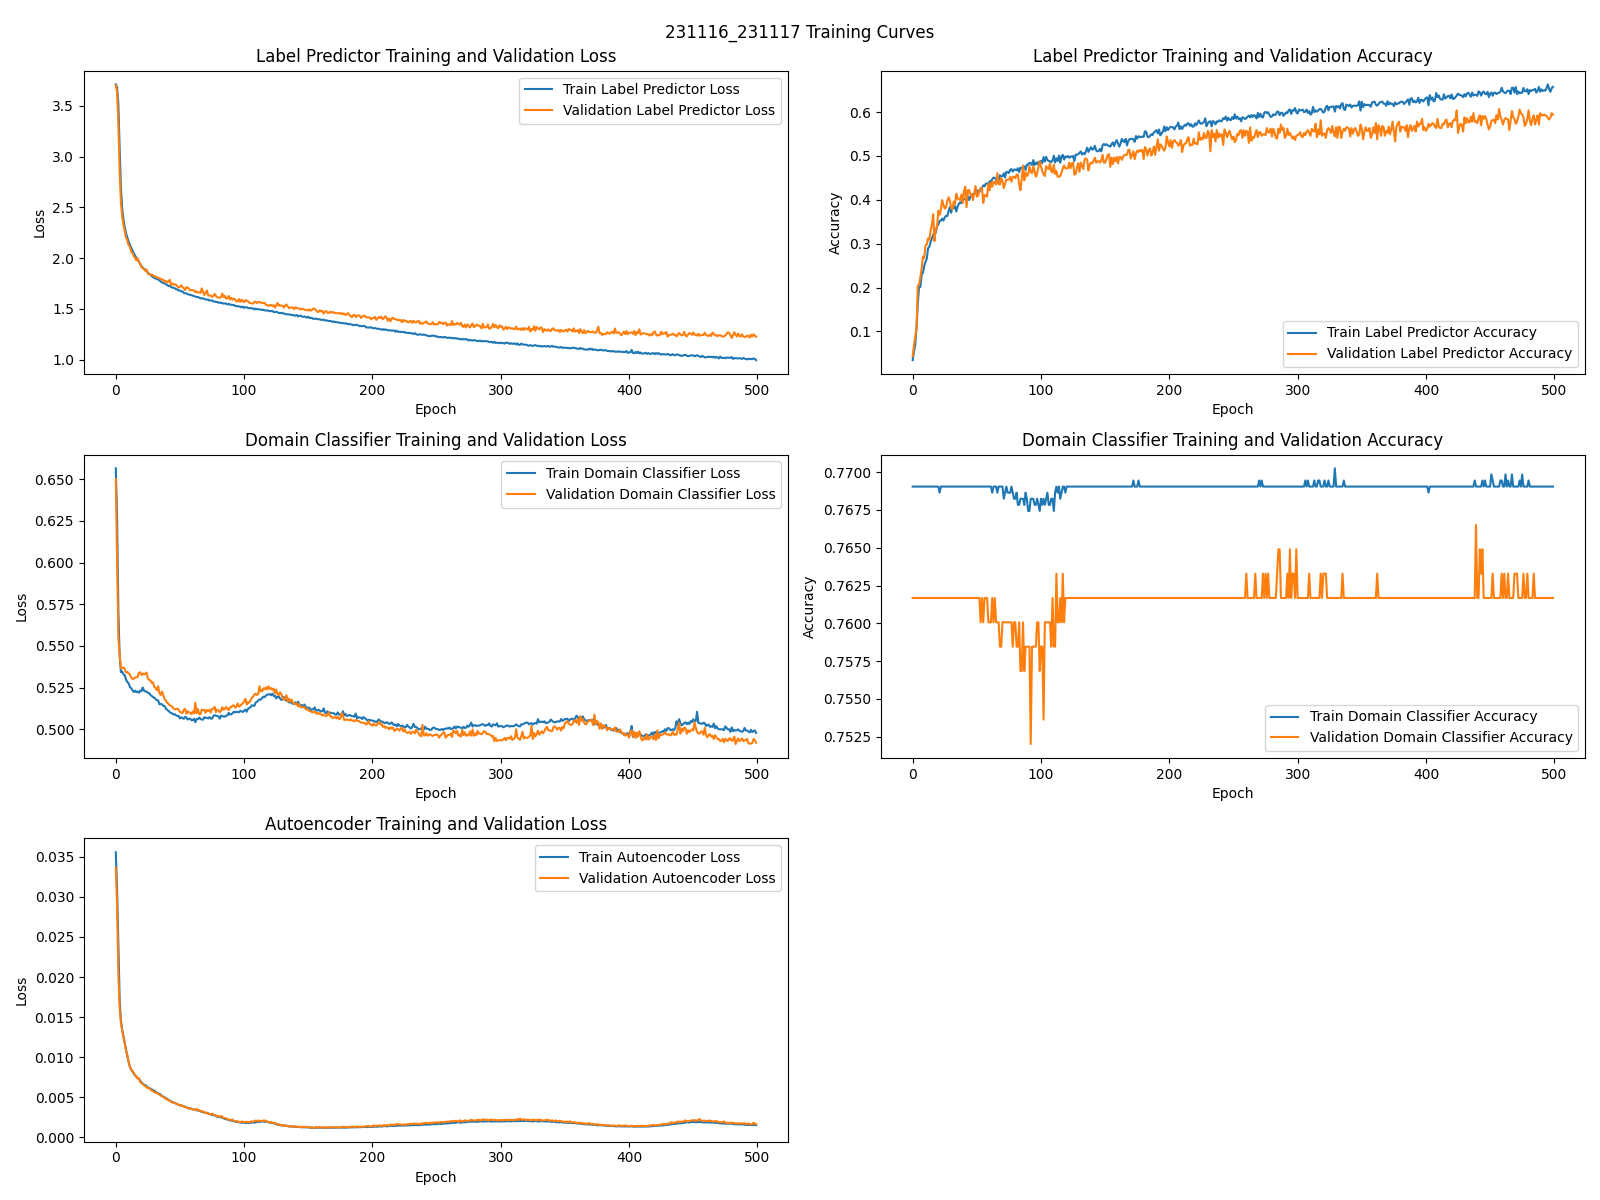 231116_231117 Training Curves
Label Predictor Training and Validation Loss
Train Label Predictor Loss
Validation Label Predictor Loss
3.5
3.0
2.5
2.0
1.5
1.0
Loss
0 100 200 300 400 500
Epoch
Label Predictor Training and Validation Accuracy
Train Label Predictor Accuracy
Validation Label Predictor Accuracy
0.6
0.5
0.4
0.3
0.2
0.1
Accuracy
0 100 200 300 400 500
Epoch
Domain Classifier Training and Validation Loss
Train Domain Classifier Loss
Validation Domain Classifier Loss
0.650
0.625
0.600
0.575
0.550
0.525
0.500
Loss
0 100 200 300 400 500
Epoch
Domain Classifier Training and Validation Accuracy
Train Domain Classifier Accuracy
Validation Domain Classifier Accuracy
0.7700
0.7675
0.7650
0.7625
0.7600
0.7575
0.7550
0.7525
Accuracy
0 100 200 300 400 500
Epoch
Autoencoder Training and Validation Loss
Train Autoencoder Loss
Validation Autoencoder Loss
0.035
0.030
0.025
0.020
0.015
0.010
0.005
0.000
Loss
0 100 200 300 400 500
Epoch